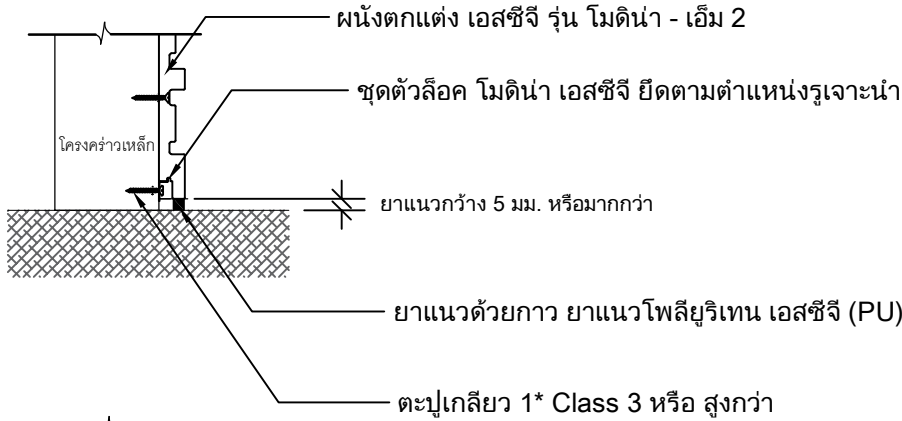 ผนังตกแต่ง เอสซีจี รุ่น โมดิน่า - เอ็ม 2
ชุดตัวล็อค โมดิน่า เอสซีจี ยึดตามตำแหน่งรูเจาะนำ
โครงคร่าวเหล็ก
ยาแนวกว้าง 5 มม. หรือมากกว่า
ยาแนวด้วยกาว ยาแนวโพลียูริเทน เอสซีจี (PU)
ตะปูเกลียว 1* Class 3 หรือ สูงกว่า